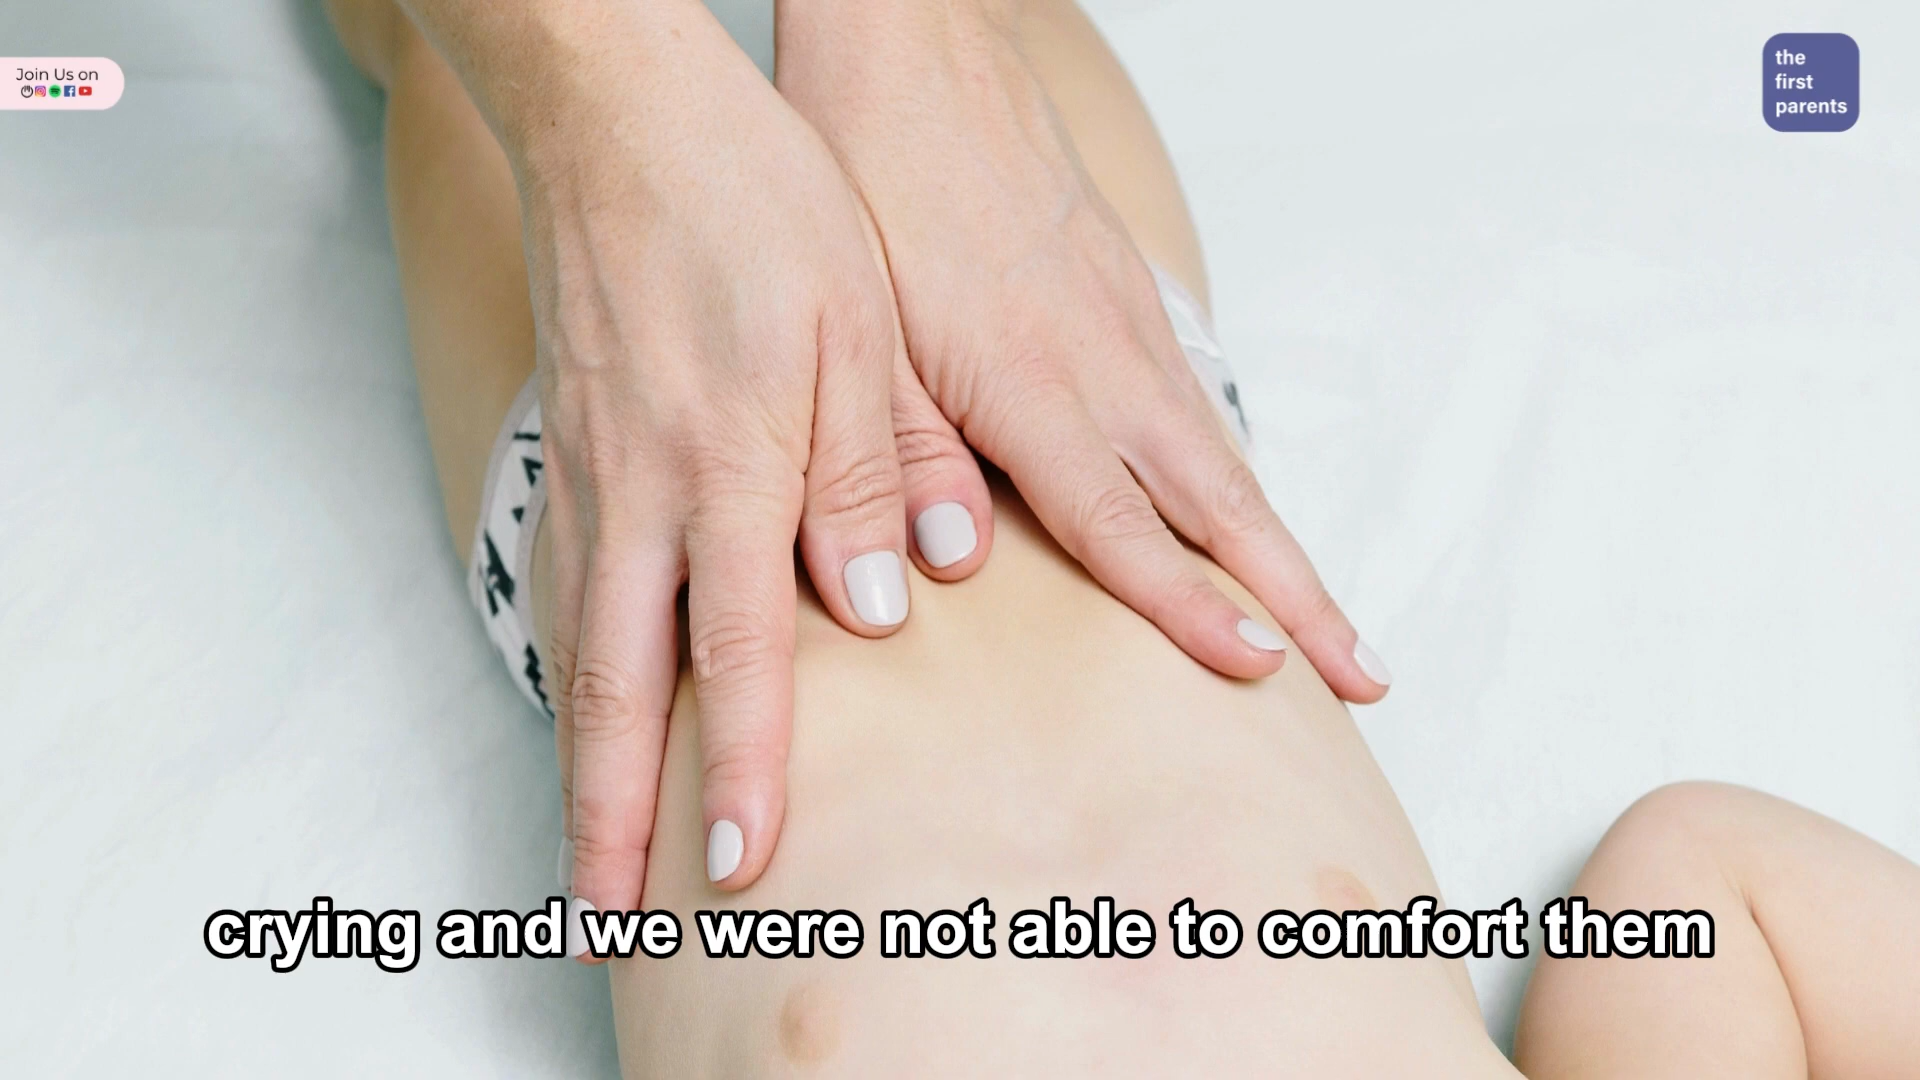 Join Us on
the
first
parents
crying and we were not able to comfort them